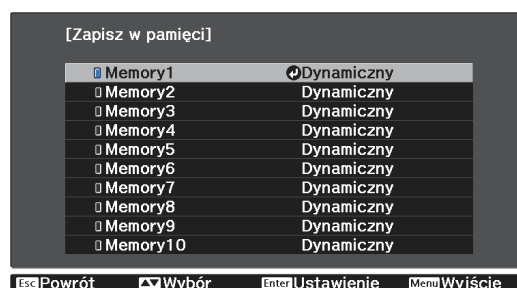 [Zapisz w pamięci]
Memory1 Dynamiczny
Memory2 Dynamiczny
Memory3 Dynamiczny
Memory4 Dynamiczny
Memory5 Dynamiczny
Memory6 Dynamiczny
Memory7 Dynamiczny
Memory8 Dynamiczny
Memory9 Dynamiczny
Memory10 Dynamiczny
Esc Powrót Wybór Enter Ustawienie Menu Wyjście